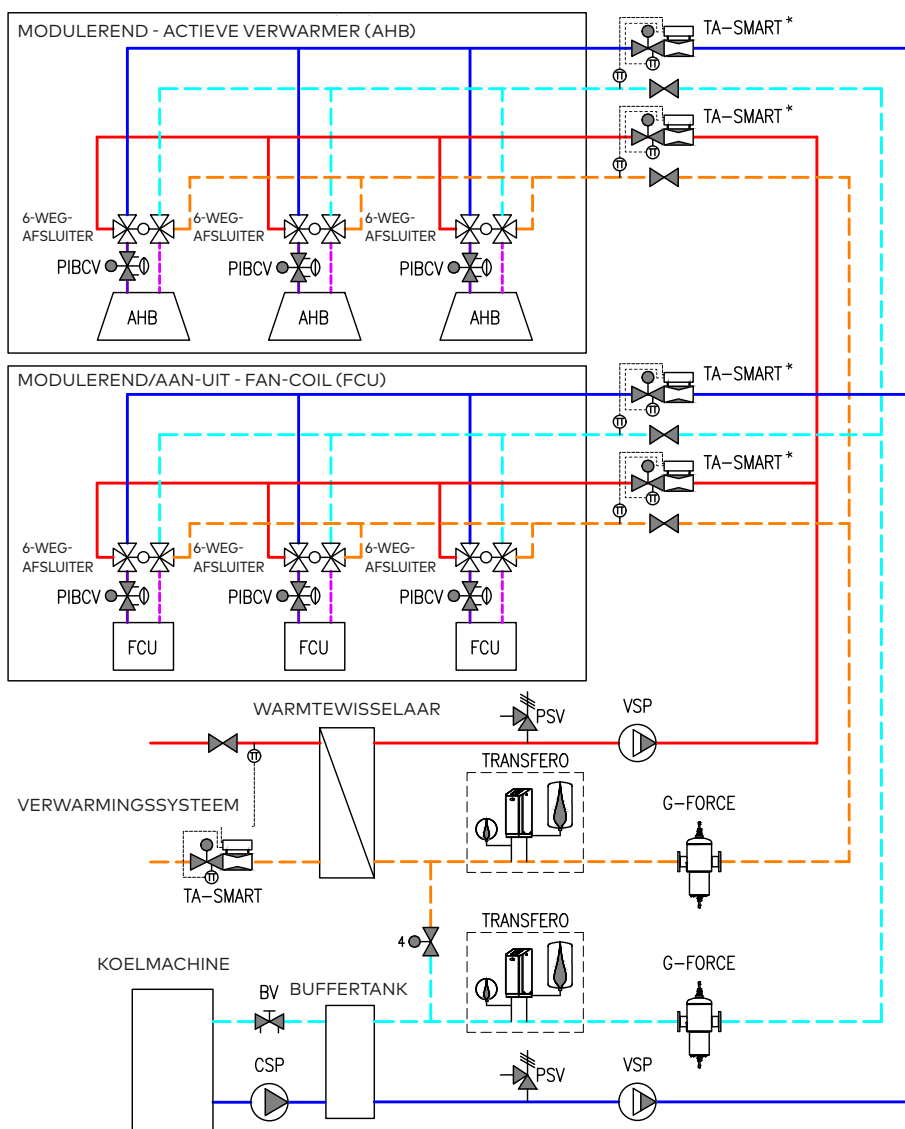 MODULEREND - ACTIEVE VERWARMER (AHB)
TA-SMART*
TA-SMART*
6-WEG-
AFSLUITER
6-WEG-
AFSLUITER
6-WEG-
AFSLUITER
PIBCV
PIBCV
PIBCV
AHB
AHB
AHB
MODULEREND/AAN-UIT - FAN-COIL (FCU)
TA-SMART*
TA-SMART*
6-WEG-
AFSLUITER
6-WEG-
AFSLUITER
6-WEG-
AFSLUITER
PIBCV
PIBCV
PIBCV
FCU
FCU
FCU
WARMTEWISSELAAR
PSV
VSP
TRANSFERO
VERWARMINGSSYSTEEM
G-FORCE
TA-SMART
TRANSFERO
4
KOELMACHINE
G-FORCE
BV
BUFFERTANK
CSP
PSV
VSP